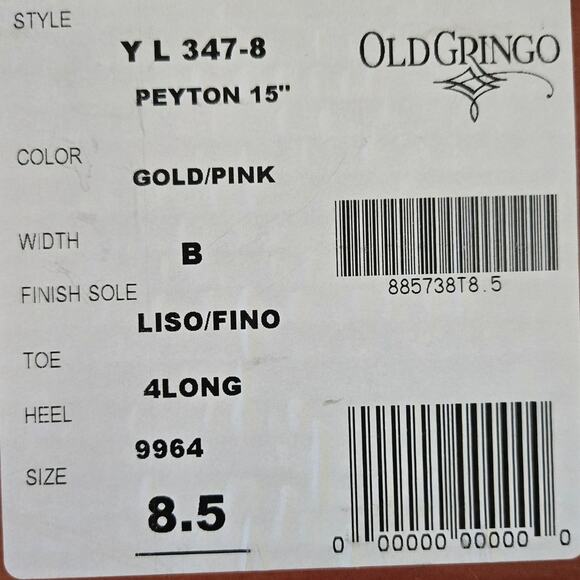 STYLE
Y L 347-8
PEYTON 15"
OLD GRINGO
COLOR
GOLD/PINK
WIDTH
B
885738T8.5
FINISH SOLE
LISO/FINO
TOE
4LONG
HEEL
9964
SIZE
8.5
0 00000 00000 0